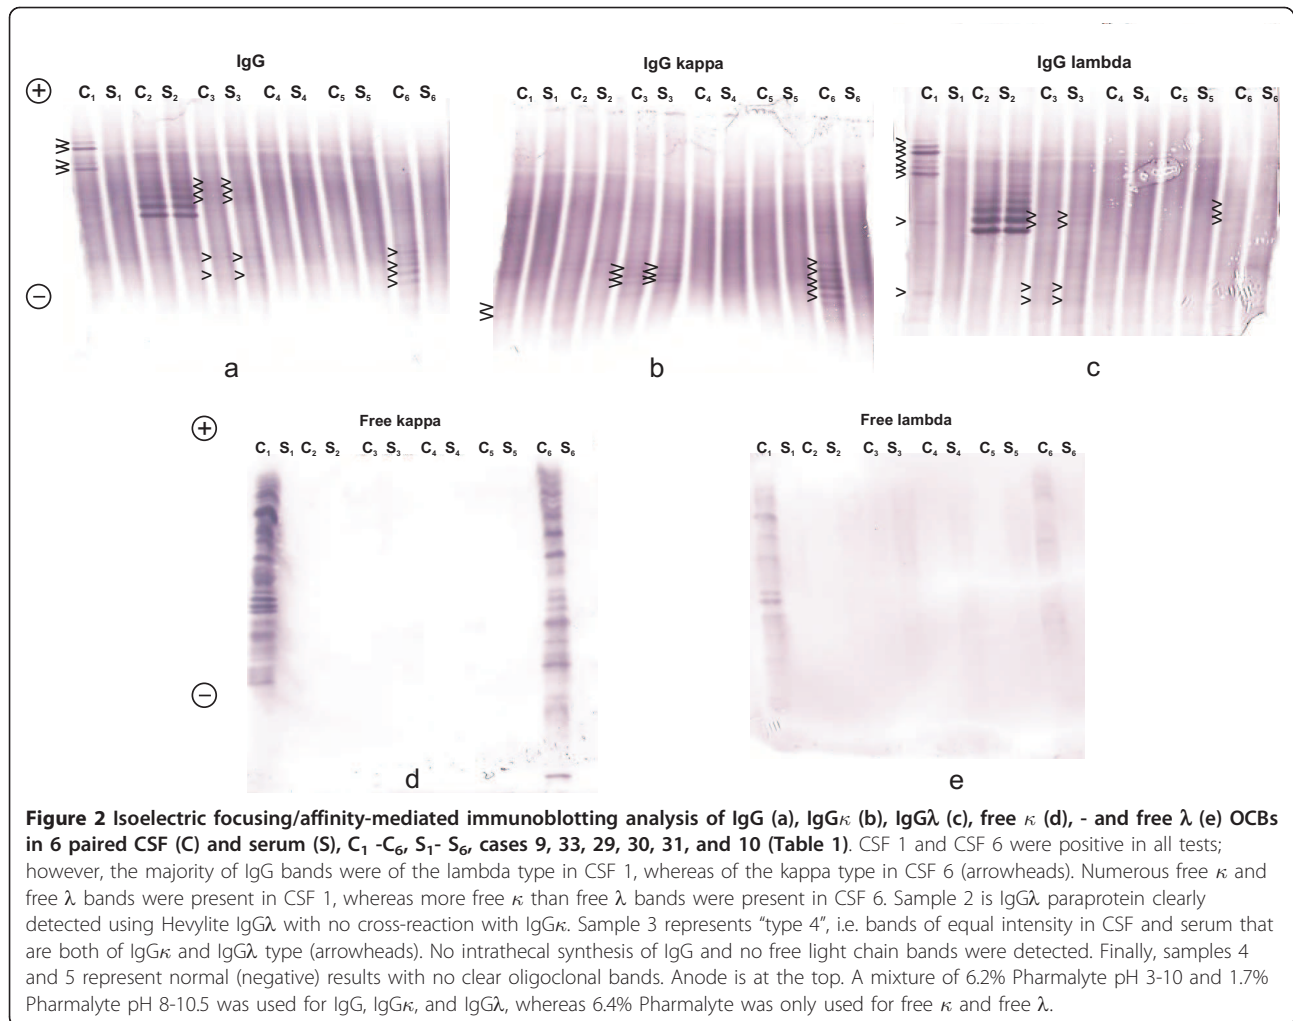 IgG
IgG kappa
IgG lambda
+
C1 S1 C2 S2 C3 S3 C4 S4 C5 S5 C6 S6
C1 S1 C2 S2 C3 S3 C4 S4 C5 S5 C6 S6
C1 S1 C2 S2 C3 S3 C4 S4 C5 S5 C6 S6
−
a
b
c
+
Free kappa
Free lambda
C1 S1 C2 S2 C3 S3 C4 S4 C5 S5 C6 S6
C1 S1 C2 S2 C3 S3 C4 S4 C5 S5 C6 S6
−
d
e
Figure 2 Isoelectric focusing/affinity-mediated immunoblotting analysis of IgG (a), IgGκ (b), IgGλ (c), free κ (d), - and free λ (e) OCBs
in 6 paired CSF (C) and serum (S), C1 -C6, S1- S6, cases 9, 33, 29, 30, 31, and 10 (Table 1). CSF 1 and CSF 6 were positive in all tests;
however, the majority of IgG bands were of the lambda type in CSF 1, whereas of the kappa type in CSF 6 (arrowheads). Numerous free κ and
free λ bands were present in CSF 1, whereas more free κ than free λ bands were present in CSF 6. Sample 2 is IgGλ paraprotein clearly
detected using Hevylite IgGλ with no cross-reaction with IgGκ. Sample 3 represents “type 4”, i.e. bands of equal intensity in CSF and serum that
are both of IgGκ and IgGλ type (arrowheads). No intrathecal synthesis of IgG and no free light chain bands were detected. Finally, samples 4
and 5 represent normal (negative) results with no clear oligoclonal bands. Anode is at the top. A mixture of 6.2% Pharmalyte pH 3-10 and 1.7%
Pharmalyte pH 8-10.5 was used for IgG, IgGκ, and IgGλ, whereas 6.4% Pharmalyte was only used for free κ and free λ.